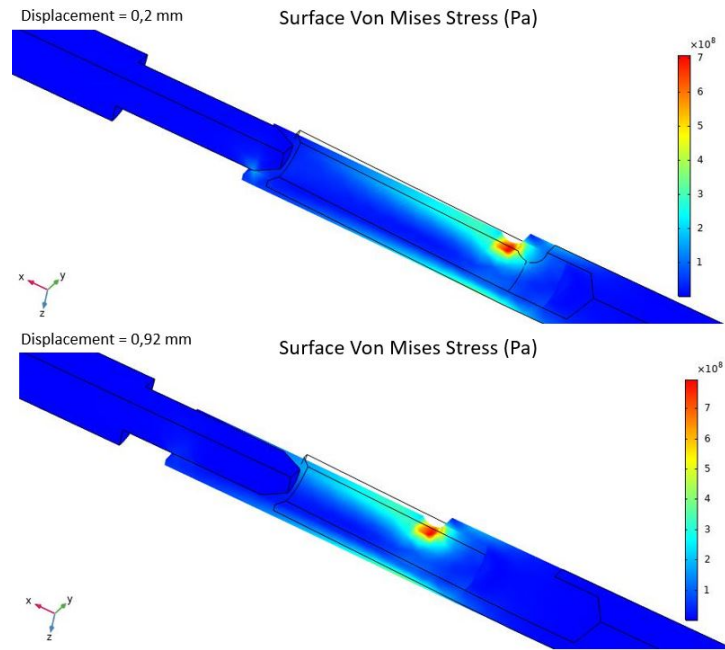 Displacement = 0,2 mm
Surface Von Mises Stress (Pa)
×10⁸
7
6
5
4
3
2
1
x
y
z
Displacement = 0,92 mm
Surface Von Mises Stress (Pa)
×10⁸
7
6
5
4
3
2
1
x
y
z